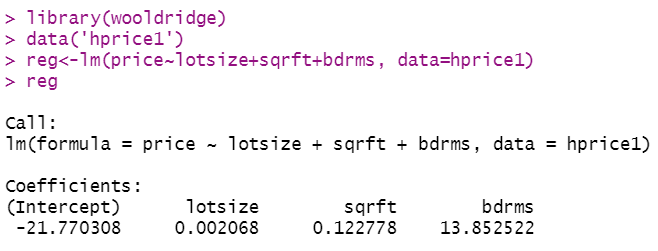 > library(wooldridge)
> data('hprice1')
> reg<-lm(price~lotsize+sqrft+bdrms, data=hprice1)
> reg
Call:
lm(formula = price ~ lotsize + sqrft + bdrms, data = hprice1)
Coefficients:
(Intercept)      lotsize        sqrft        bdrms
 -21.770308     0.002068     0.122778    13.852522